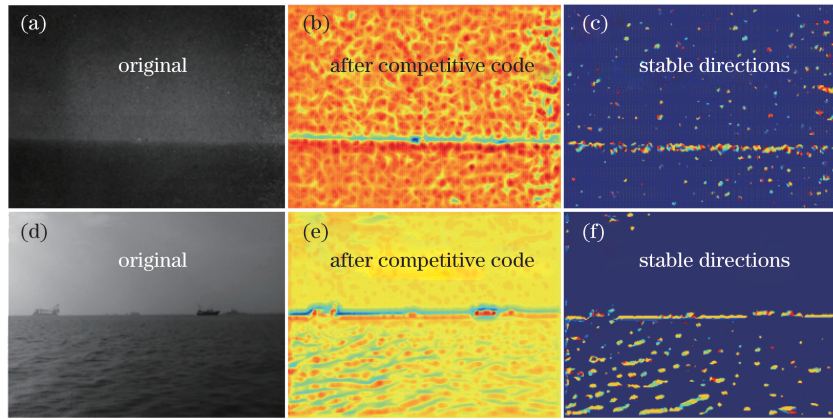 (a)
original
(b)
after competitive code
(c)
stable directions
(d)
original
(e)
after competitive code
(f)
stable directions